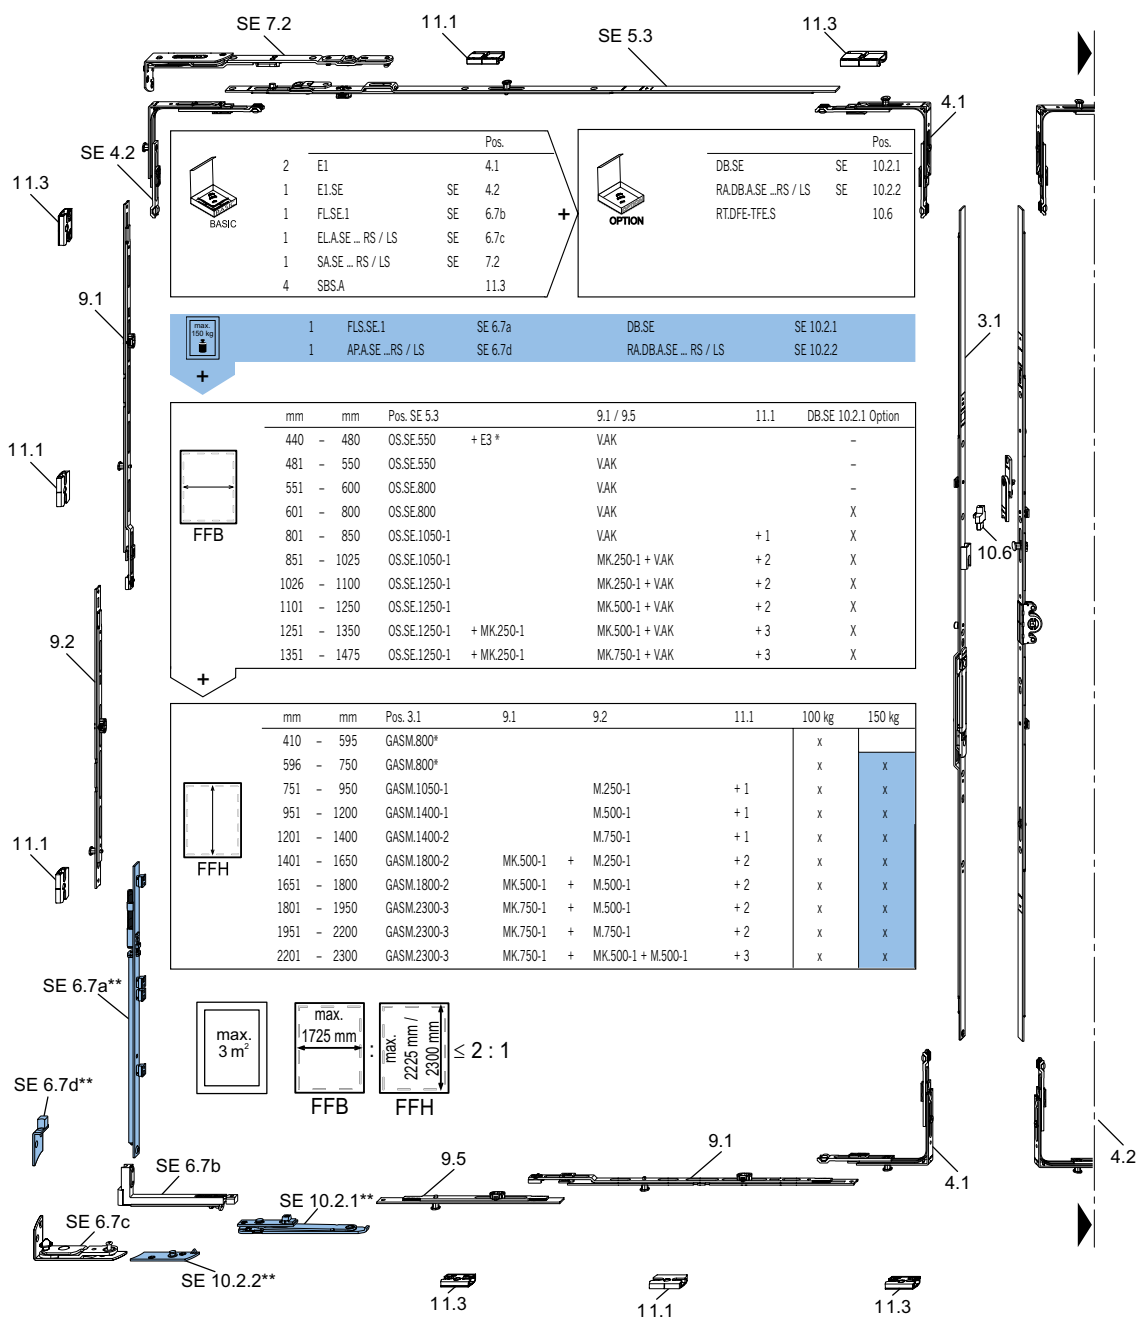 SE 7.2
11.1
SE 5.3
11.3
4.1
SE 4.2
11.3
9.1
11.1
9.2
11.1
SE 6.7a**
SE 6.7d**
SE 6.7b
SE 6.7c
SE 10.2.1**
SE 10.2.2**
9.5
9.1
4.1
4.2
3.1
10.6
11.3
11.1
11.3
BASIC
Pos.
2 E1 4.1
1 E1.SE SE 4.2
1 FL.SE.1 SE 6.7b
1 EL.A.SE ... RS / LS SE 6.7c
1 SA.SE ... RS / LS SE 7.2
4 SBS.A 11.3
+
OPTION
Pos.
DB.SE SE 10.2.1
RA.DB.A.SE ...RS / LS SE 10.2.2
RT.DFE-TFE.S 10.6
max.
150 kg
1 FLS.SE.1 SE 6.7a DB.SE SE 10.2.1
1 AP.A.SE ...RS / LS SE 6.7d RA.DB.A.SE ... RS / LS SE 10.2.2
+
FFB
mm mm Pos. SE 5.3 9.1 / 9.5 11.1 DB.SE 10.2.1 Option
440 – 480 OS.SE.550 + E3 * V.AK –
481 – 550 OS.SE.550 V.AK –
551 – 600 OS.SE.800 V.AK –
601 – 800 OS.SE.800 V.AK X
801 – 850 OS.SE.1050-1 V.AK + 1 X
851 – 1025 OS.SE.1050-1 MK.250-1 + V.AK + 2 X
1026 – 1100 OS.SE.1250-1 MK.250-1 + V.AK + 2 X
1101 – 1250 OS.SE.1250-1 MK.500-1 + V.AK + 2 X
1251 – 1350 OS.SE.1250-1 + MK.250-1 MK.500-1 + V.AK + 3 X
1351 – 1475 OS.SE.1250-1 + MK.250-1 MK.750-1 + V.AK + 3 X
+
FFH
mm mm Pos. 3.1 9.1 9.2 11.1 100 kg 150 kg
410 – 595 GASM.800* x
596 – 750 GASM.800* x x
751 – 950 GASM.1050-1 M.250-1 + 1 x x
951 – 1200 GASM.1400-1 M.500-1 + 1 x x
1201 – 1400 GASM.1400-2 M.750-1 + 1 x x
1401 – 1650 GASM.1800-2 MK.500-1 + M.250-1 + 2 x x
1651 – 1800 GASM.1800-2 MK.500-1 + M.500-1 + 2 x x
1801 – 1950 GASM.2300-3 MK.750-1 + M.500-1 + 2 x x
1951 – 2200 GASM.2300-3 MK.750-1 + M.750-1 + 2 x x
2201 – 2300 GASM.2300-3 MK.750-1 + MK.500-1 + M.500-1 + 3 x x
max.
3 m²
max.
1725 mm
FFB
:
max.
2225 mm /
2300 mm
FFH
≤ 2 : 1